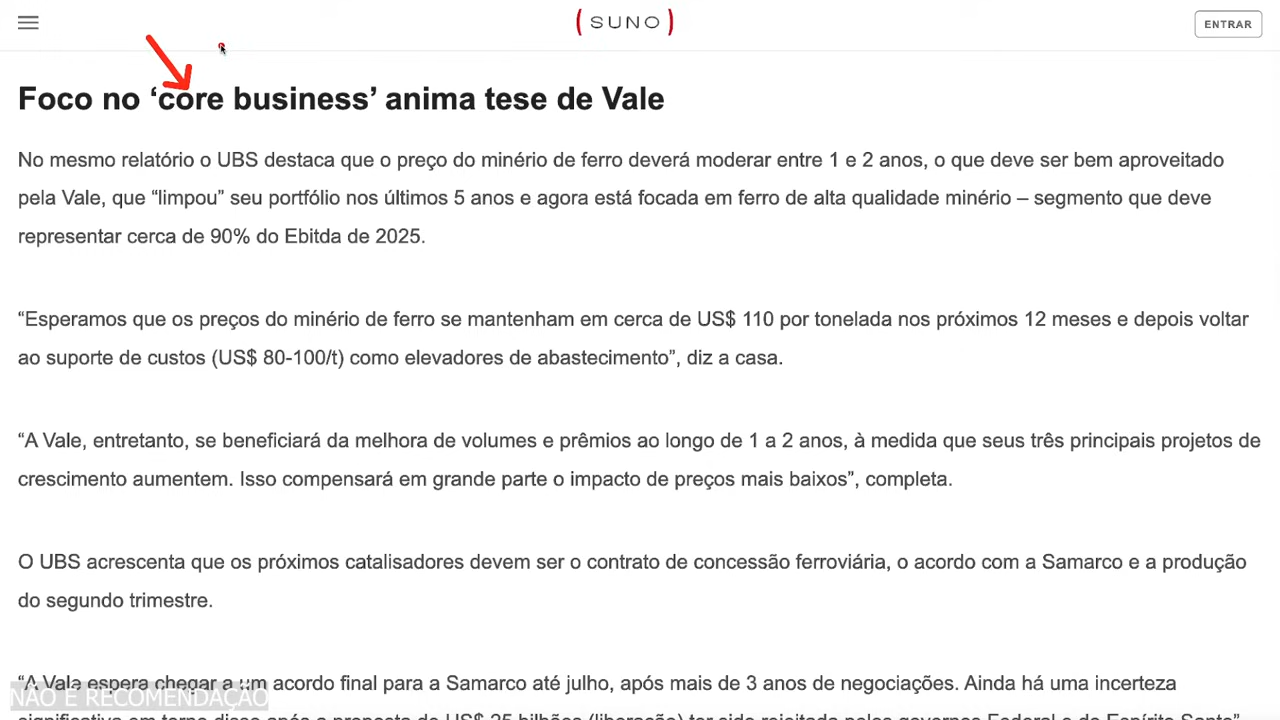 ( SUNO )
ENTRAR
Foco no ‘core business’ anima tese de Vale
No mesmo relatório o UBS destaca que o preço do minério de ferro deverá moderar entre 1 e 2 anos, o que deve ser bem aproveitado
pela Vale, que “limpou” seu portfólio nos últimos 5 anos e agora está focada em ferro de alta qualidade minério – segmento que deve
representar cerca de 90% do Ebitda de 2025.
“Esperamos que os preços do minério de ferro se mantenham em cerca de US$ 110 por tonelada nos próximos 12 meses e depois voltar
ao suporte de custos (US$ 80-100/t) como elevadores de abastecimento”, diz a casa.
“A Vale, entretanto, se beneficiará da melhora de volumes e prêmios ao longo de 1 a 2 anos, à medida que seus três principais projetos de
crescimento aumentem. Isso compensará em grande parte o impacto de preços mais baixos”, completa.
O UBS acrescenta que os próximos catalisadores devem ser o contrato de concessão ferroviária, o acordo com a Samarco e a produção
do segundo trimestre.
“A Vale espera chegar a um acordo final para a Samarco até julho, após mais de 3 anos de negociações. Ainda há uma incerteza
NÃO É RECOMENDAÇÃO
significativa em torno disso após a proposta de US$ 25 bilhões (liberação) ter sido rejeitada pelos governos Federal e do Espírito Santo”